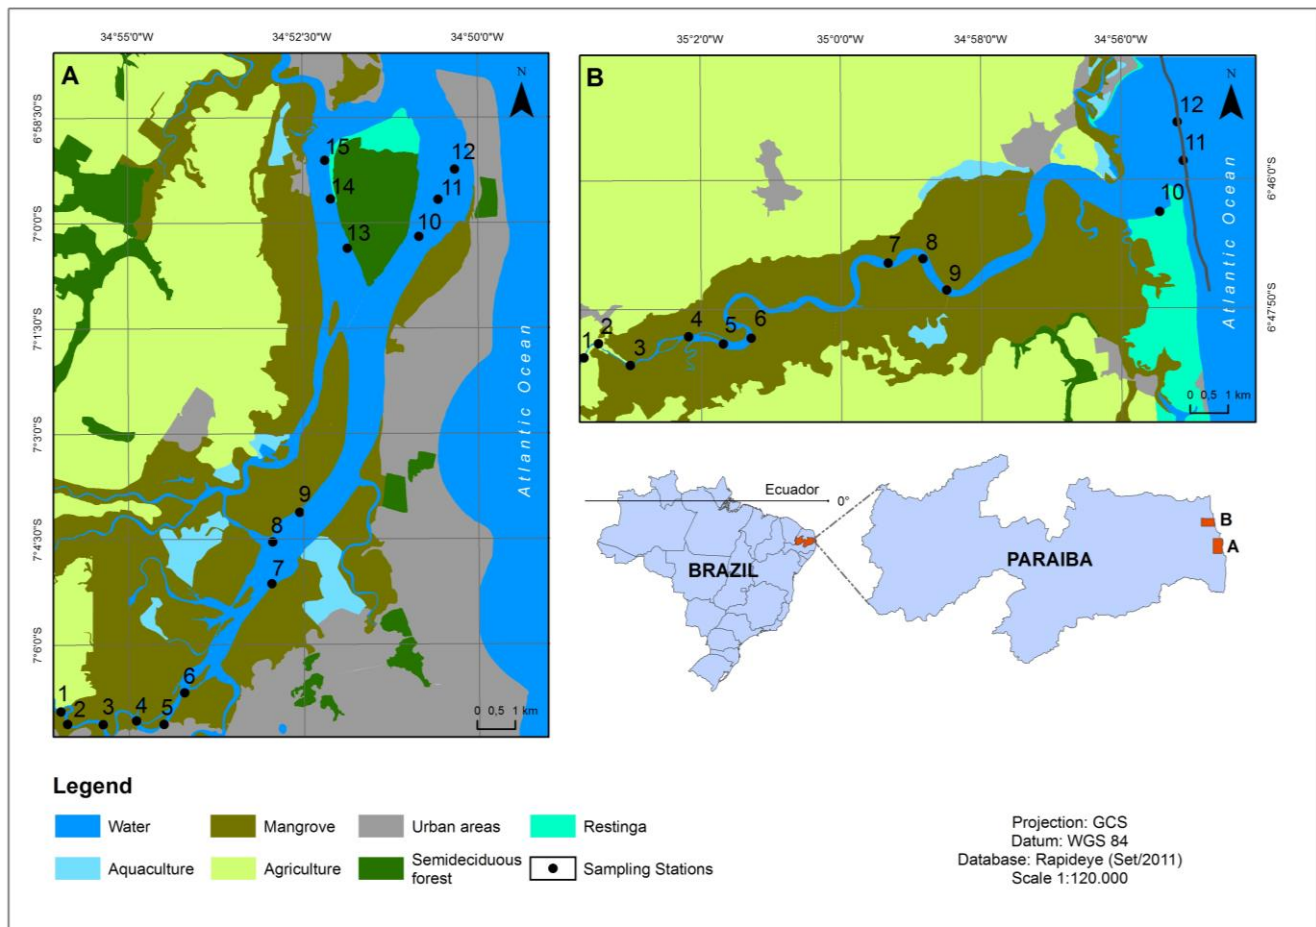 34°55'0"W
34°52'30"W
34°50'0"W
A
N
6°58'30"S
7°0'0"S
7°1'30"S
7°3'0"S
7°4'30"S
7°6'0"S
15
14
13
12
11
10
9
8
7
6
1
2
3
4
5
Atlantic Ocean
0 0,5 1 km
35°2'0"W
35°0'0"W
34°58'0"W
34°56'0"W
B
N
12
11
10
7
8
9
4
5
6
2
1
3
6°46'0"S
6°47'50"S
Atlantic Ocean
0 0,5 1 km
Ecuador
0°
BRAZIL
PARAIBA
B
A
Legend
Water
Mangrove
Urban areas
Restinga
Aquaculture
Agriculture
Semideciduous
forest
Sampling Stations
Projection: GCS
Datum: WGS 84
Database: Rapideye (Set/2011)
Scale 1:120.000